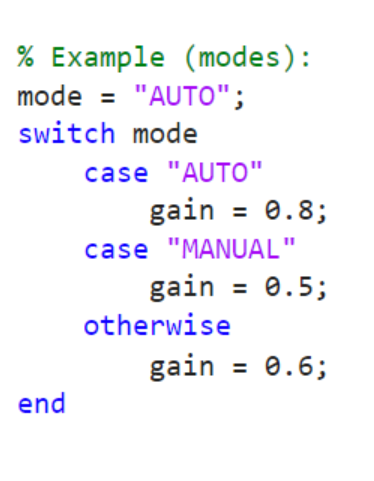 % Example (modes):
mode = "AUTO";
switch mode
    case "AUTO"
        gain = 0.8;
    case "MANUAL"
        gain = 0.5;
    otherwise
        gain = 0.6;
end